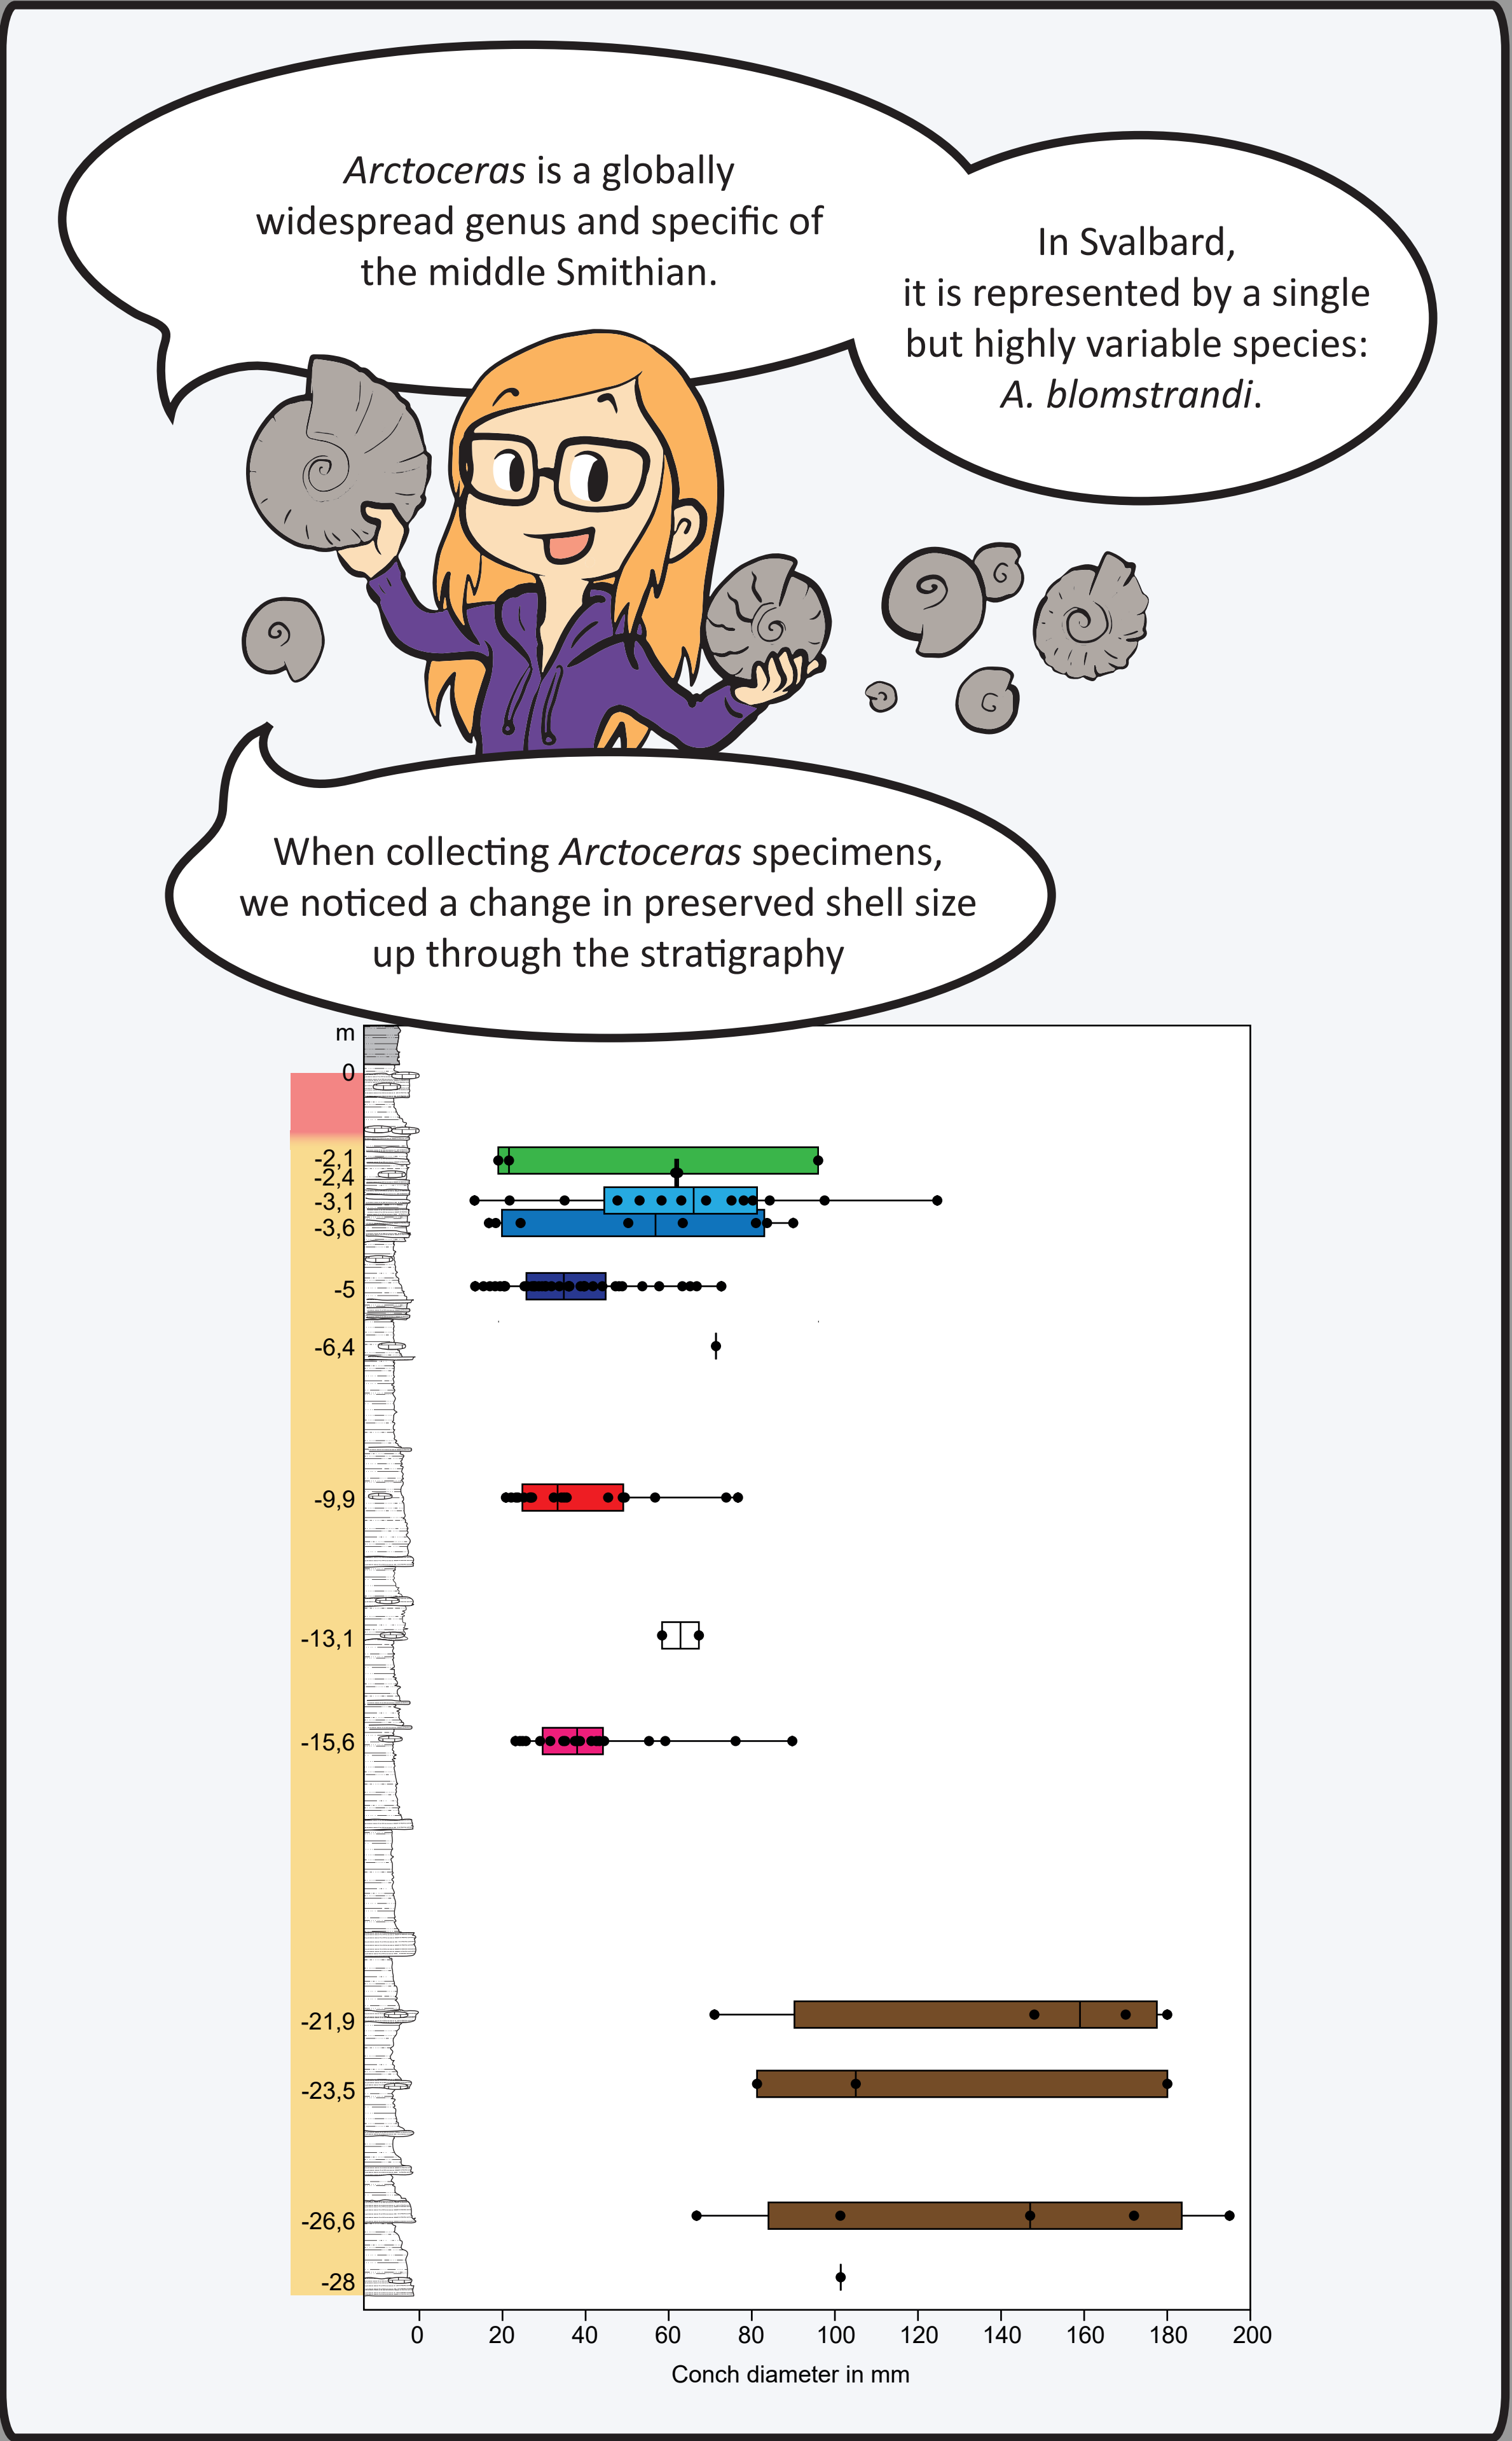 Arctoceras is a globally
widespread genus and specific of
the middle Smithian.
In Svalbard,
it is represented by a single
but highly variable species:
A. blomstrandi.
When collecting Arctoceras specimens,
we noticed a change in preserved shell size
up through the stratigraphy
m
0
-2,1
-2,4
-3,1
-3,6
-5
-6,4
-9,9
-13,1
-15,6
-21,9
-23,5
-26,6
-28
0 20 40 60 80 100 120 140 160 180 200
Conch diameter in mm